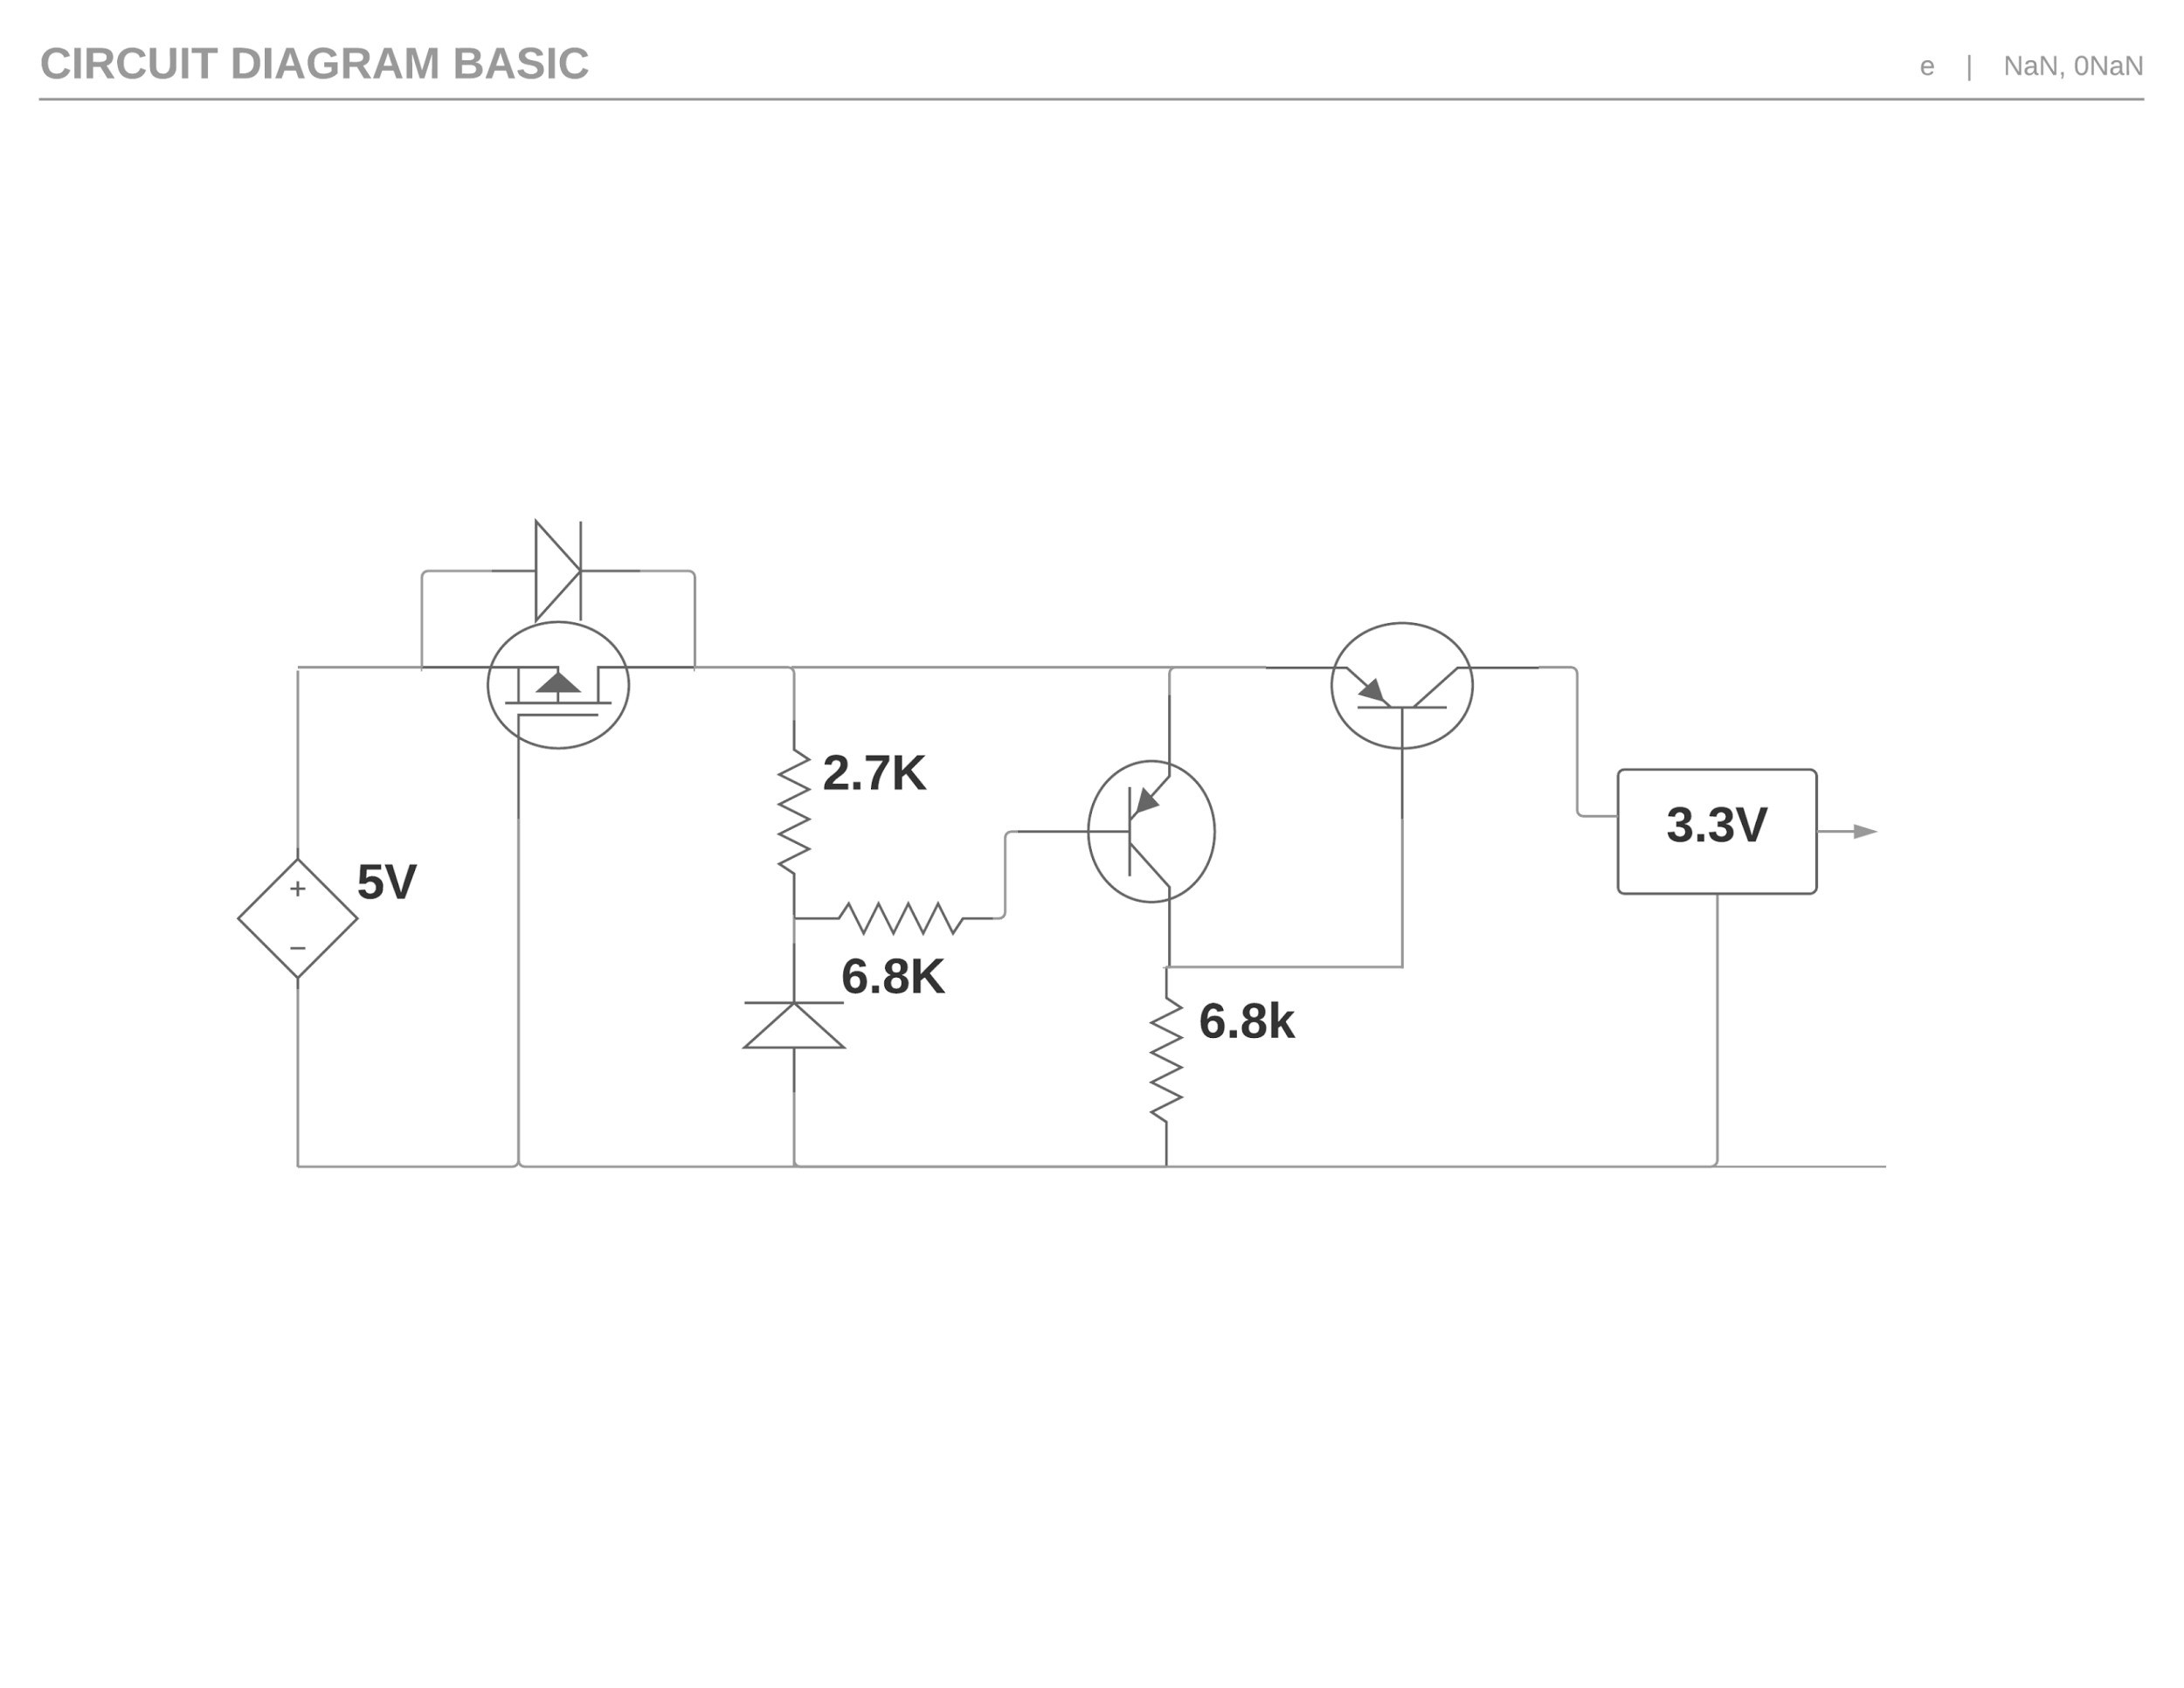 CIRCUIT DIAGRAM BASIC
e | NaN, 0NaN
2.7K
3.3V
5V
6.8K
6.8k